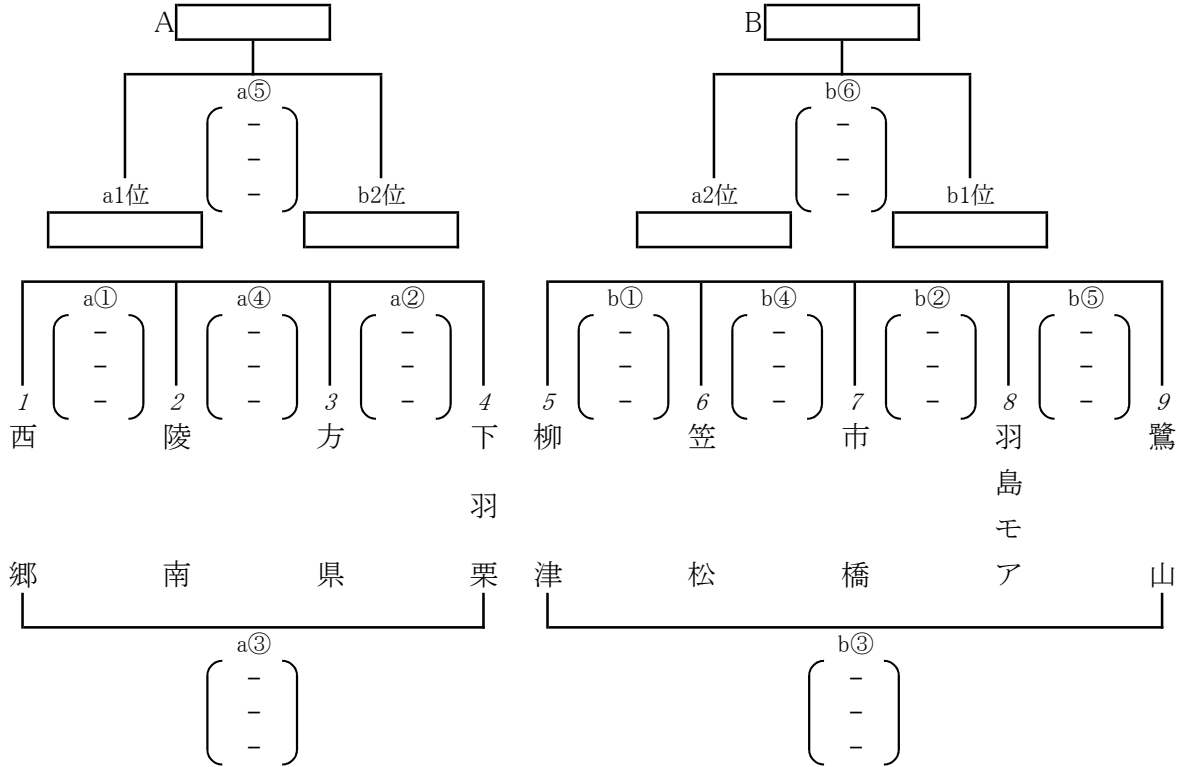 A B
a⑤ b⑥
- -
- -
- -
a1位 b2位 a2位 b1位
a① a④ a② b① b④ b② b⑤
- - - - - - -
- - - - - - -
- - - - - - -
1 2 3 4 5 6 7 8 9
西郷
陵南
方県
下羽栗
柳津
笠松
市橋
羽島モア
鷺山
a③ b③
- -
- -
- -